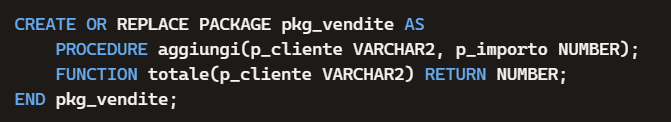 CREATE OR REPLACE PACKAGE pkg_vendite AS
    PROCEDURE aggiungi(p_cliente VARCHAR2, p_importo NUMBER);
    FUNCTION totale(p_cliente VARCHAR2) RETURN NUMBER;
END pkg_vendite;